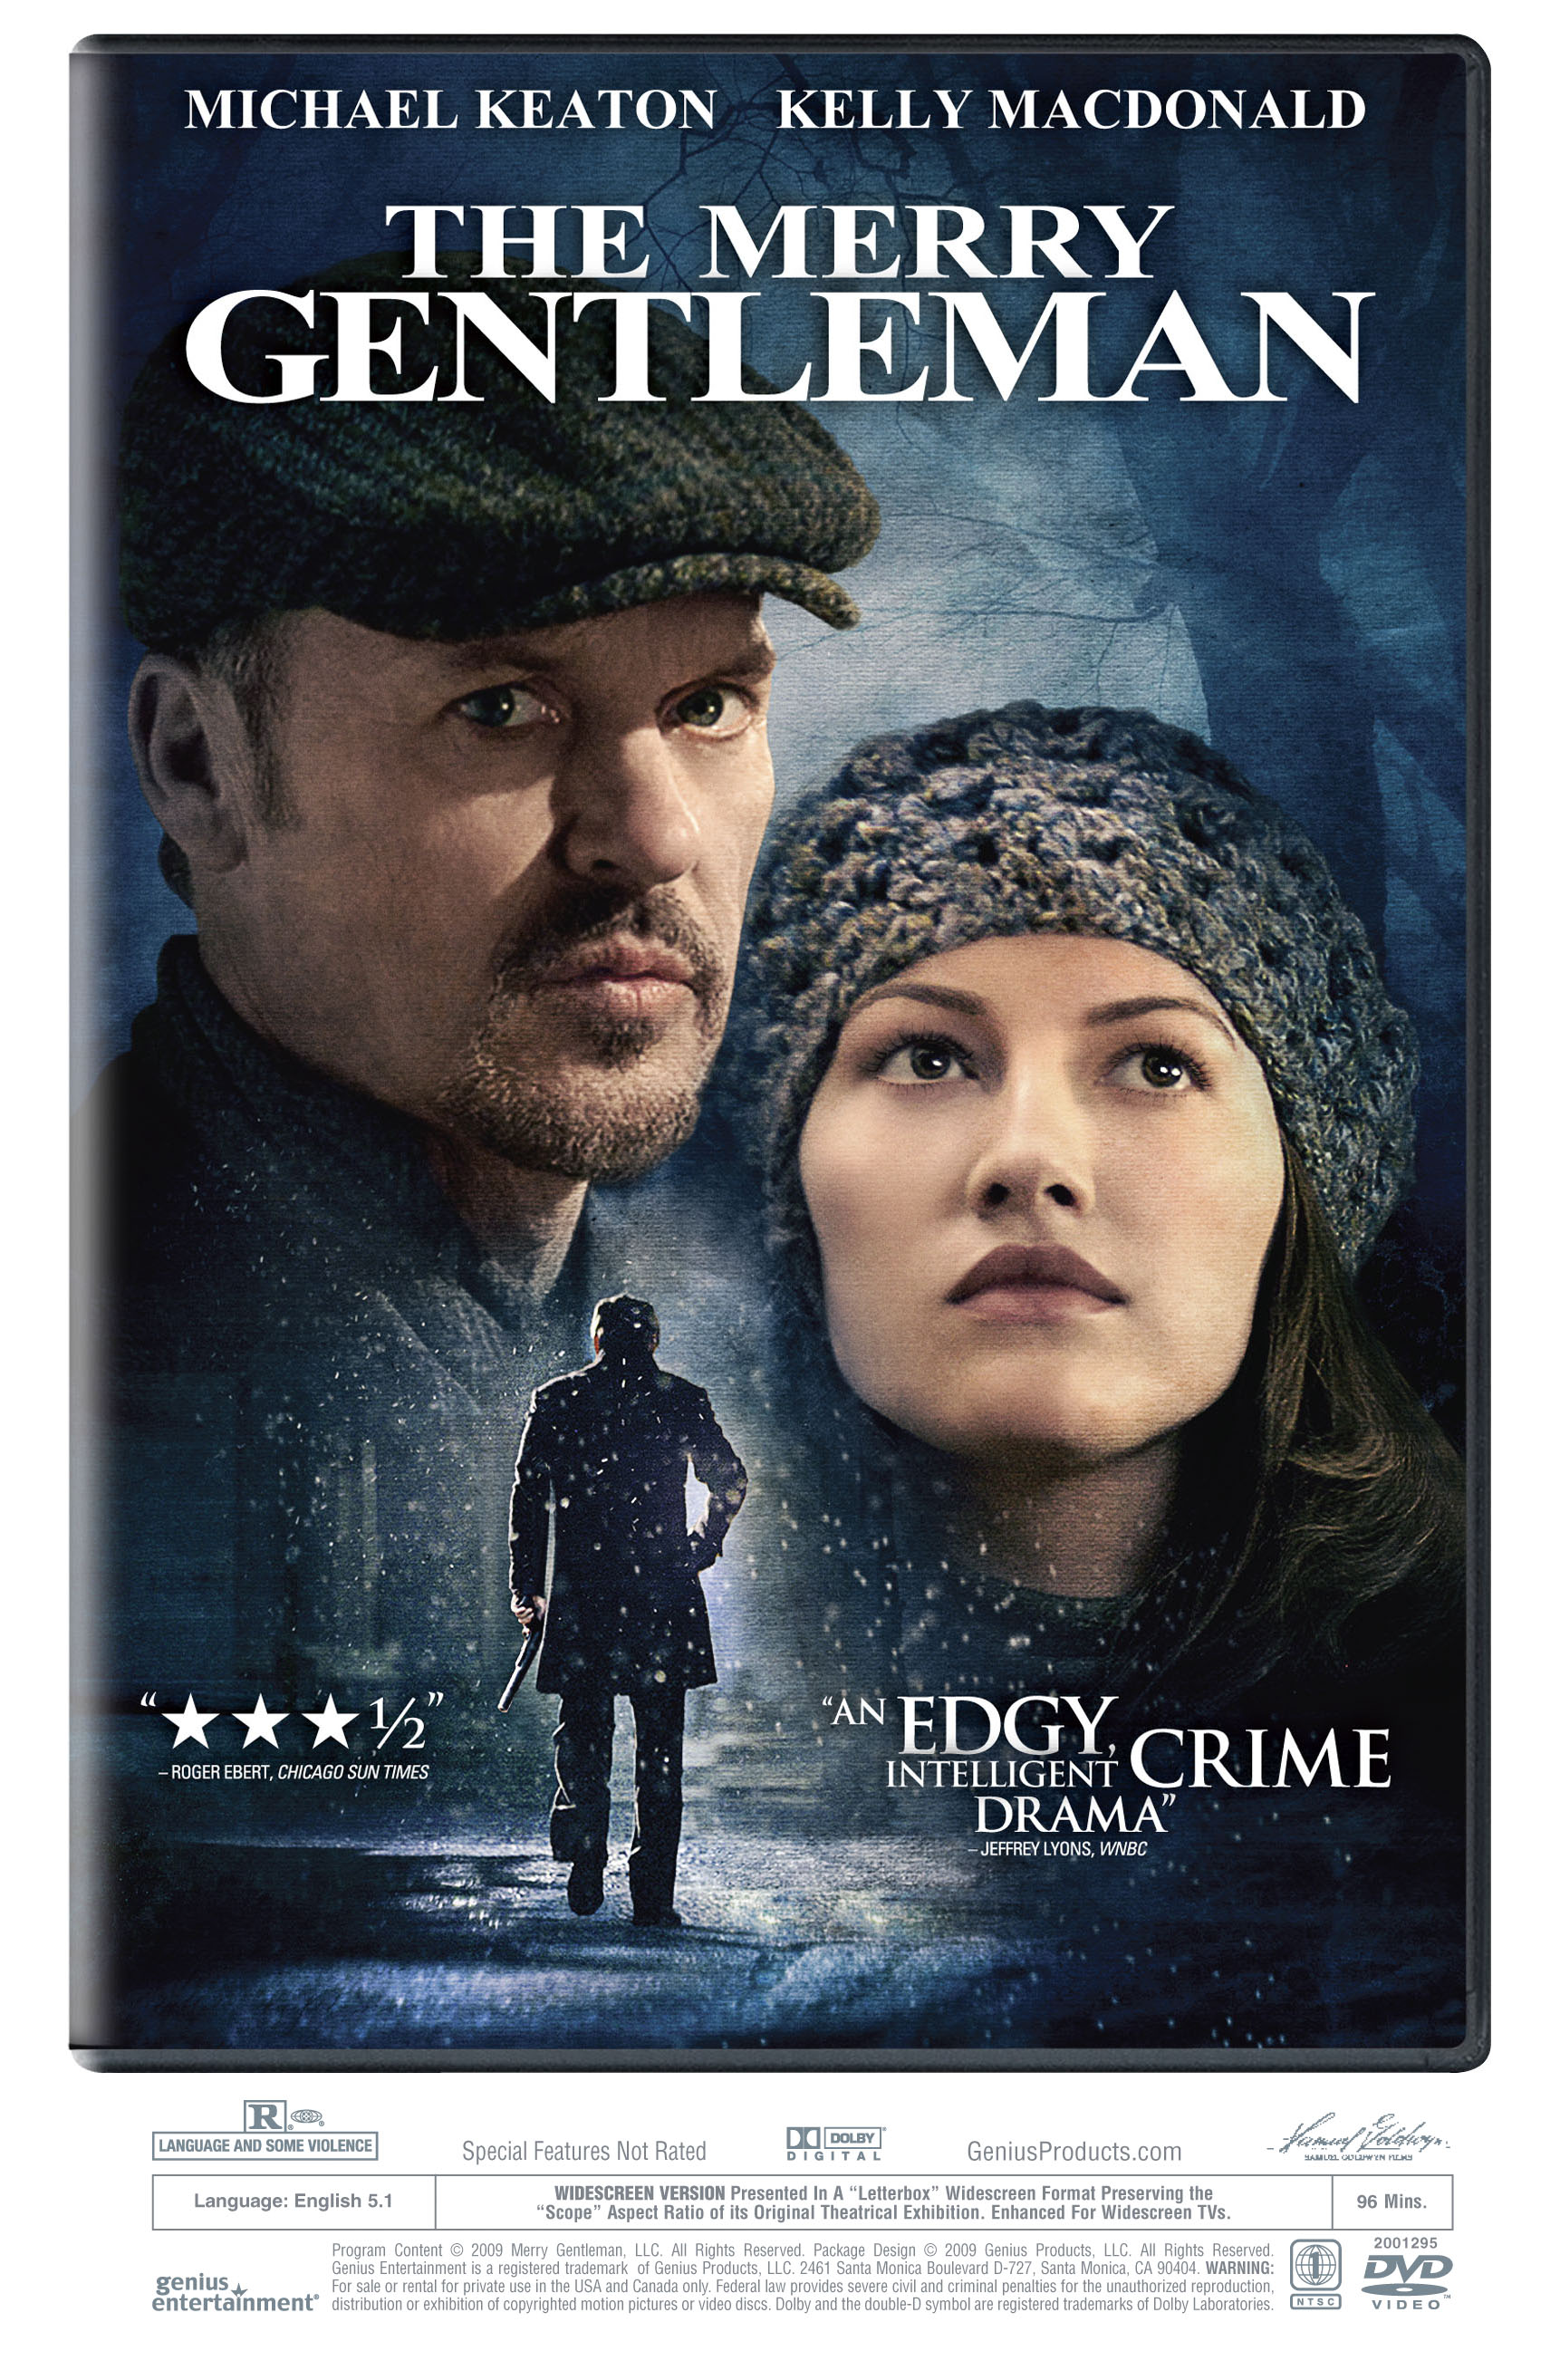 MICHAEL KEATON KELLY MACDONALD
THE MERRY
GENTLEMAN
“★★★½”
– ROGER EBERT, CHICAGO SUN TIMES
“AN EDGY,
INTELLIGENT CRIME
DRAMA”
– JEFFREY LYONS, WNBC
R
LANGUAGE AND SOME VIOLENCE
Special Features Not Rated
DOLBY
DIGITAL
GeniusProducts.com
Samuel Goldwyn
SAMUEL GOLDWYN FILMS
Language: English 5.1
WIDESCREEN VERSION Presented In A “Letterbox” Widescreen Format Preserving the
“Scope” Aspect Ratio of its Original Theatrical Exhibition. Enhanced For Widescreen TVs.
96 Mins.
genius
entertainment®
Program Content © 2009 Merry Gentleman, LLC. All Rights Reserved. Package Design © 2009 Genius Products, LLC. All Rights Reserved.
Genius Entertainment is a registered trademark of Genius Products, LLC. 2461 Santa Monica Boulevard D-727, Santa Monica, CA 90404. WARNING:
For sale or rental for private use in the USA and Canada only. Federal law provides severe civil and criminal penalties for the unauthorized reproduction,
distribution or exhibition of copyrighted motion pictures or video discs. Dolby and the double-D symbol are registered trademarks of Dolby Laboratories.
1
NTSC
2001295
DVD
VIDEO™